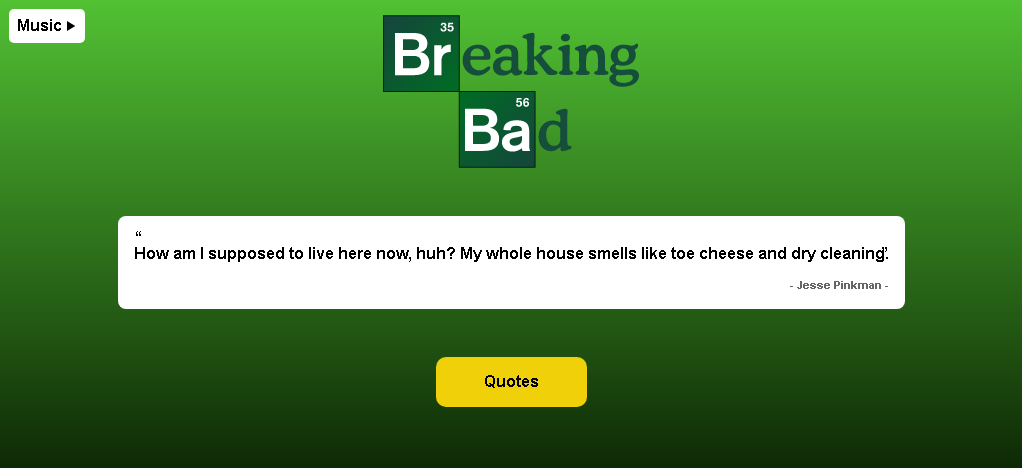 Music ▶
35
Breaking
56
Bad
“
How am I supposed to live here now, huh? My whole house smells like toe cheese and dry cleaning.”
- Jesse Pinkman -
Quotes